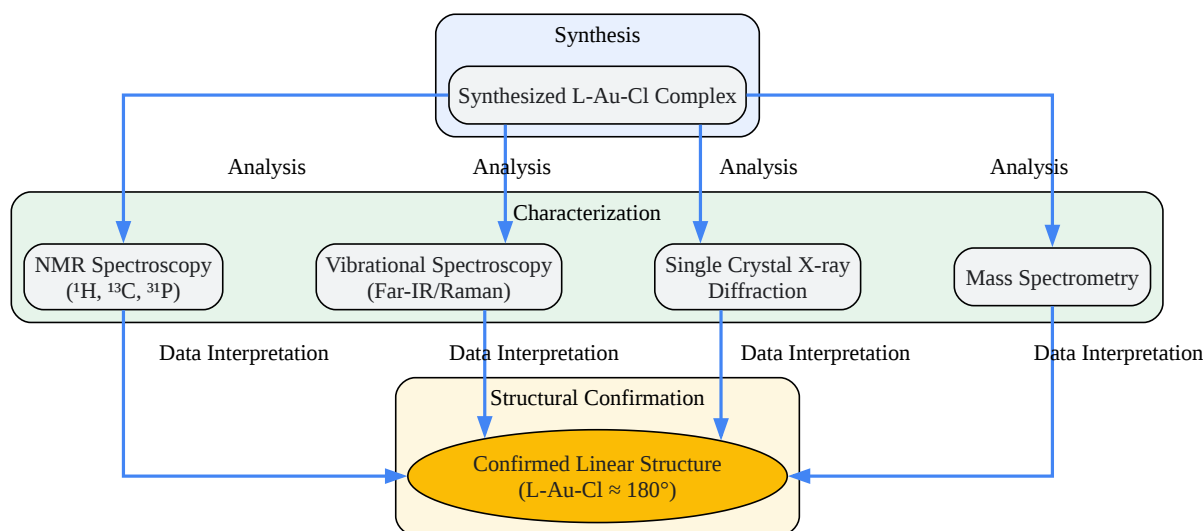 Synthesis
Synthesized L-Au-Cl Complex
Analysis
Analysis
Analysis
Analysis
Characterization
NMR Spectroscopy
(¹H, ¹³C, ³¹P)
Vibrational Spectroscopy
(Far-IR/Raman)
Single Crystal X-ray
Diffraction
Mass Spectrometry
Data Interpretation
Data Interpretation
Data Interpretation
Data Interpretation
Structural Confirmation
Confirmed Linear Structure
(L-Au-Cl ≈ 180°)